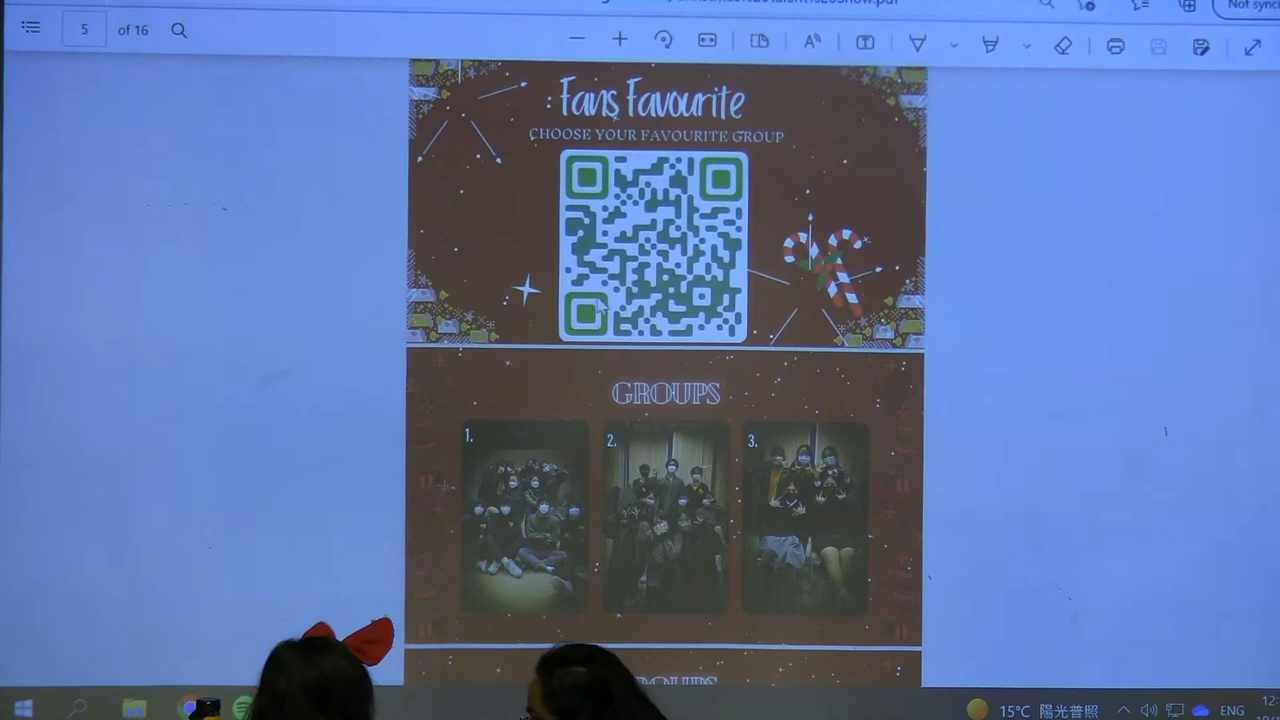 5 of 16
Not sync
: Fans Favourite
CHOOSE YOUR FAVOURITE GROUP
GROUPS
1.
2.
3.
15°C 陽光普照
ENG